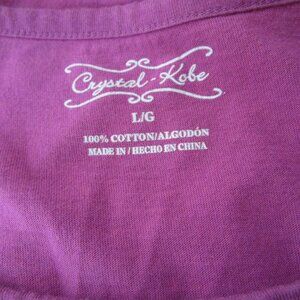 Crystal-Kobe
L/G
100% COTTON/ALGODÓN
MADE IN/HECHO EN CHINA